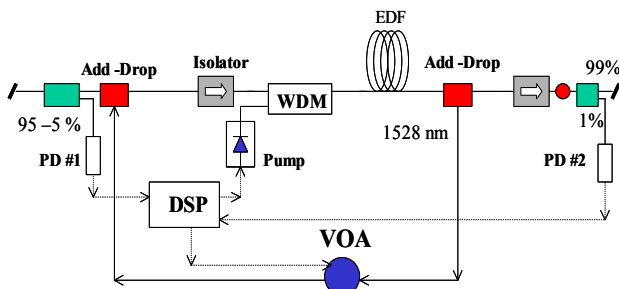 EDF
Isolator
Add -Drop
Add -Drop
99%
WDM
95 –5 %
1528 nm
1%
PD #1
Pump
PD #2
DSP
VOA